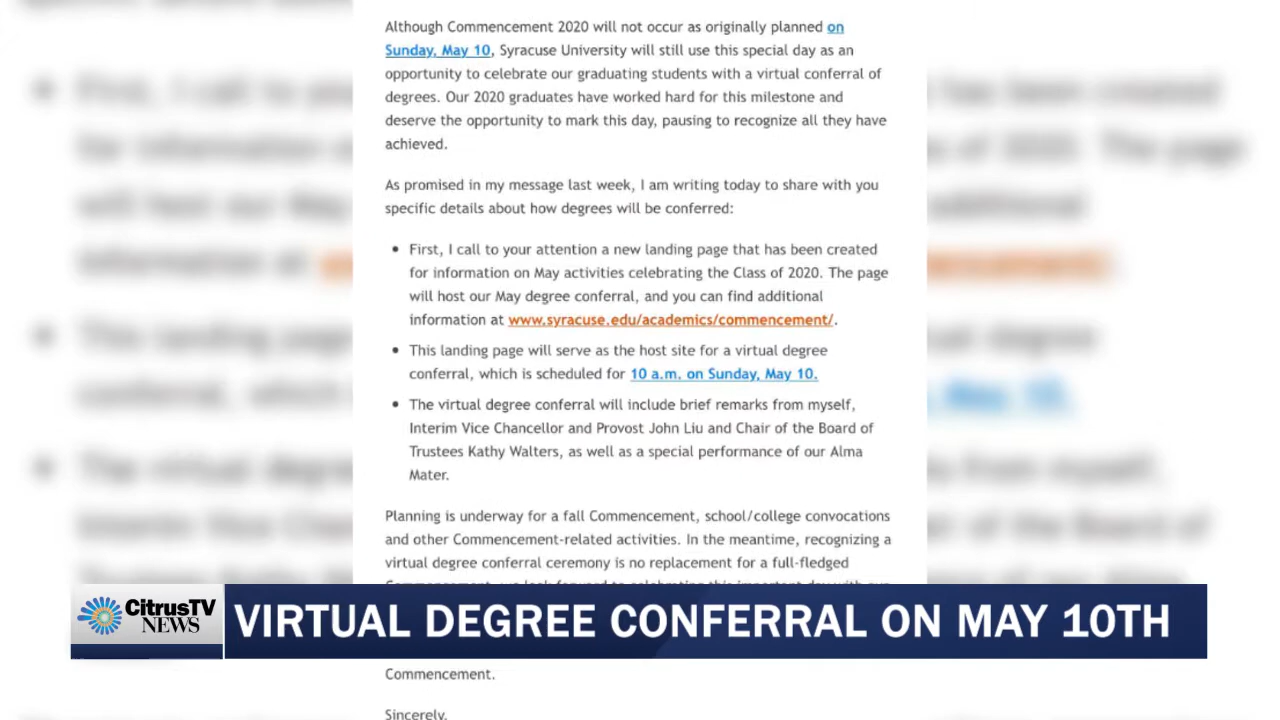 Although Commencement 2020 will not occur as originally planned on
Sunday, May 10, Syracuse University will still use this special day as an
opportunity to celebrate our graduating students with a virtual conferral of
degrees. Our 2020 graduates have worked hard for this milestone and
deserve the opportunity to mark this day, pausing to recognize all they have
achieved.
As promised in my message last week, I am writing today to share with you
specific details about how degrees will be conferred:
• First, I call to your attention a new landing page that has been created
for information on May activities celebrating the Class of 2020. The page
will host our May degree conferral, and you can find additional
information at www.syracuse.edu/academics/commencement/.
• This landing page will serve as the host site for a virtual degree
conferral, which is scheduled for 10 a.m. on Sunday, May 10.
• The virtual degree conferral will include brief remarks from myself,
Interim Vice Chancellor and Provost John Liu and Chair of the Board of
Trustees Kathy Walters, as well as a special performance of our Alma
Mater.
Planning is underway for a fall Commencement, school/college convocations
and other Commencement-related activities. In the meantime, recognizing a
virtual degree conferral ceremony is no replacement for a full-fledged
CitrusTV
NEWS
VIRTUAL DEGREE CONFERRAL ON MAY 10TH
Commencement.
Sincerely,